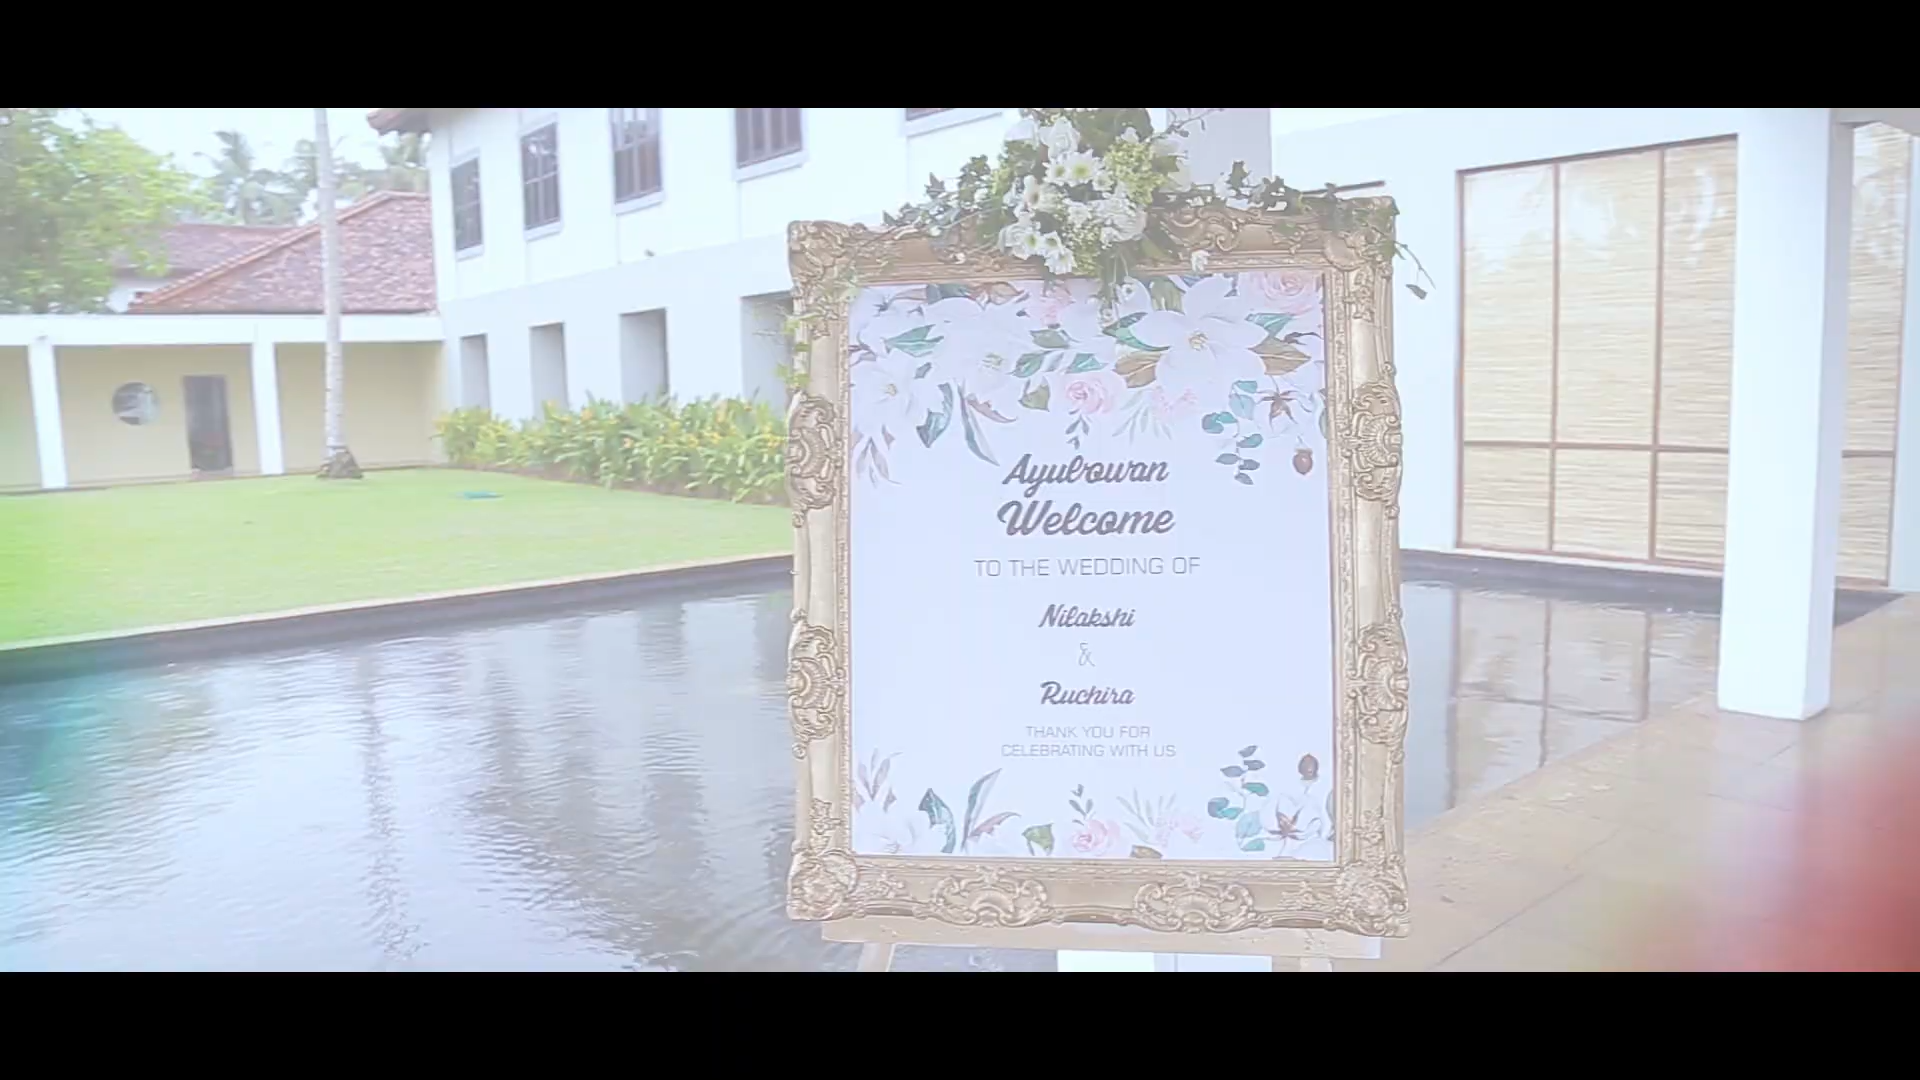 Ayubowan
Welcome
TO THE WEDDING OF
Nilakshi
&
Ruchira
THANK YOU FOR
CELEBRATING WITH US